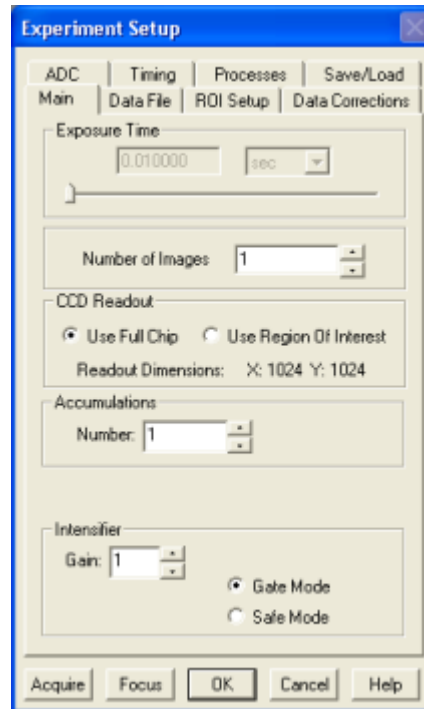 Experiment Setup
ADC Timing Processes Save/Load
Main Data File ROI Setup Data Corrections
Exposure Time
0.010000 sec
Number of Images 1
CCD Readout
Use Full Chip Use Region Of Interest
Readout Dimensions: X: 1024 Y: 1024
Accumulations
Number: 1
Intensifier
Gain: 1
Gate Mode
Safe Mode
Acquire Focus OK Cancel Help